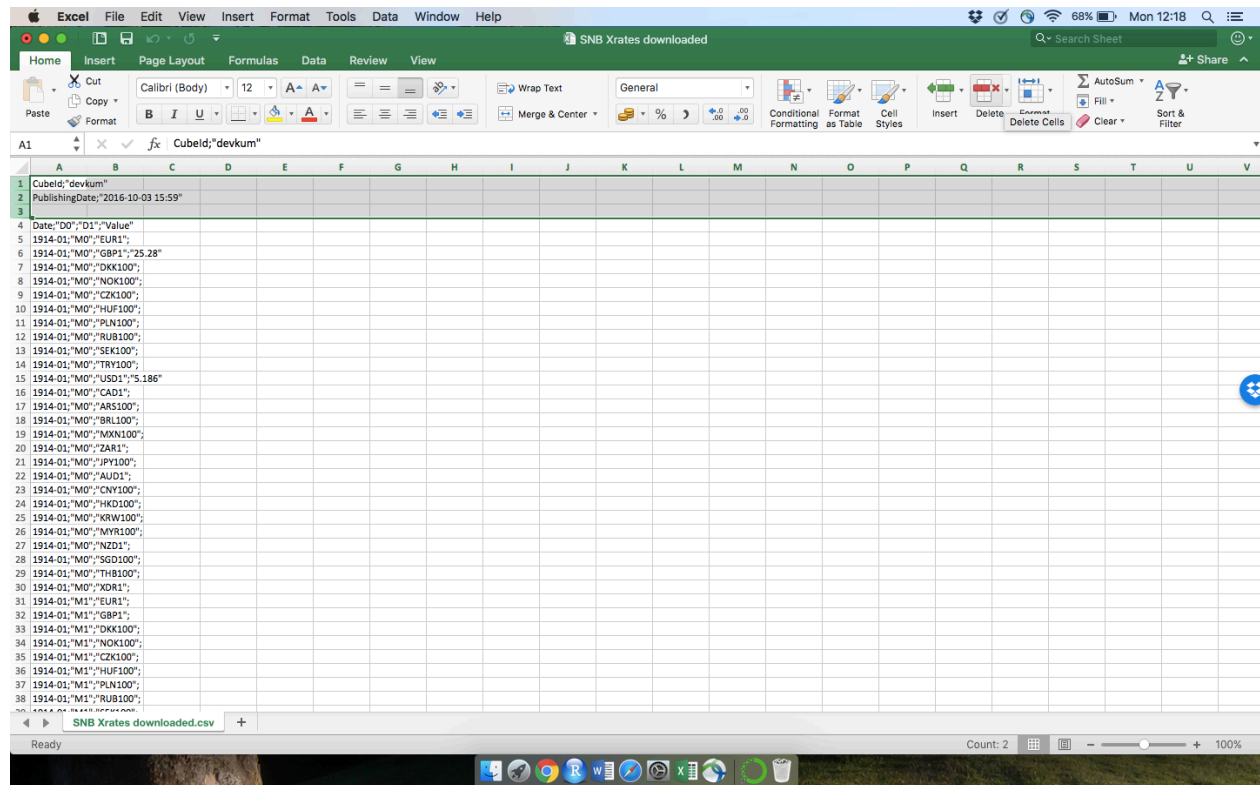 Excel File Edit View Insert Format Tools Data Window Help 68% Mon 12:18
SNB Xrates downloaded Search Sheet
Home Insert Page Layout Formulas Data Review View Share
Cut Calibri (Body) 12 A A Wrap Text General AutoSum
Copy Fill
Paste Format B I U Merge & Center % Conditional Formatting Format as Table Cell Styles Insert Delete Format Clear Sort & Filter
Delete Cells
A1 fx CubeId;"devkum"
A B C D E F G H I J K L M N O P Q R S T U V
1 CubeId;"devkum"
2 PublishingDate;"2016-10-03 15:59"
3
4 Date;"D0";"D1";"Value"
5 1914-01;"M0";"EUR1";
6 1914-01;"M0";"GBP1";"25.28"
7 1914-01;"M0";"DKK100";
8 1914-01;"M0";"NOK100";
9 1914-01;"M0";"CZK100";
10 1914-01;"M0";"HUF100";
11 1914-01;"M0";"PLN100";
12 1914-01;"M0";"RUB100";
13 1914-01;"M0";"SEK100";
14 1914-01;"M0";"TRY100";
15 1914-01;"M0";"USD1";"5.186"
16 1914-01;"M0";"CAD1";
17 1914-01;"M0";"ARS100";
18 1914-01;"M0";"BRL100";
19 1914-01;"M0";"MXN100";
20 1914-01;"M0";"ZAR1";
21 1914-01;"M0";"JPY100";
22 1914-01;"M0";"AUD1";
23 1914-01;"M0";"CNY100";
24 1914-01;"M0";"HKD100";
25 1914-01;"M0";"KRW100";
26 1914-01;"M0";"MYR100";
27 1914-01;"M0";"NZD1";
28 1914-01;"M0";"SGD100";
29 1914-01;"M0";"THB100";
30 1914-01;"M0";"XDR1";
31 1914-01;"M1";"EUR1";
32 1914-01;"M1";"GBP1";
33 1914-01;"M1";"DKK100";
34 1914-01;"M1";"NOK100";
35 1914-01;"M1";"CZK100";
36 1914-01;"M1";"HUF100";
37 1914-01;"M1";"PLN100";
38 1914-01;"M1";"RUB100";
SNB Xrates downloaded.csv +
Ready Count: 2 100%